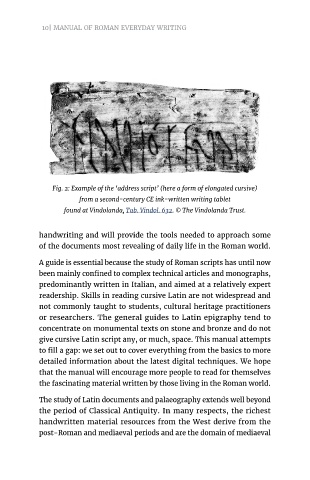 10| MANUAL OF ROMAN EVERYDAY WRITING
Fig. 2: Example of the ‘address script’ (here a form of elongated cursive)
from a second-century CE ink-written writing tablet
found at Vindolanda, Tab. Vindol. 632. © The Vindolanda Trust.
handwriting and will provide the tools needed to approach some
of the documents most revealing of daily life in the Roman world.
A guide is essential because the study of Roman scripts has until now
been mainly confined to complex technical articles and monographs,
predominantly written in Italian, and aimed at a relatively expert
readership. Skills in reading cursive Latin are not widespread and
not commonly taught to students, cultural heritage practitioners
or researchers. The general guides to Latin epigraphy tend to
concentrate on monumental texts on stone and bronze and do not
give cursive Latin script any, or much, space. This manual attempts
to fill a gap: we set out to cover everything from the basics to more
detailed information about the latest digital techniques. We hope
that the manual will encourage more people to read for themselves
the fascinating material written by those living in the Roman world.
The study of Latin documents and palaeography extends well beyond
the period of Classical Antiquity. In many respects, the richest
handwritten material resources from the West derive from the
post-Roman and mediaeval periods and are the domain of mediaeval